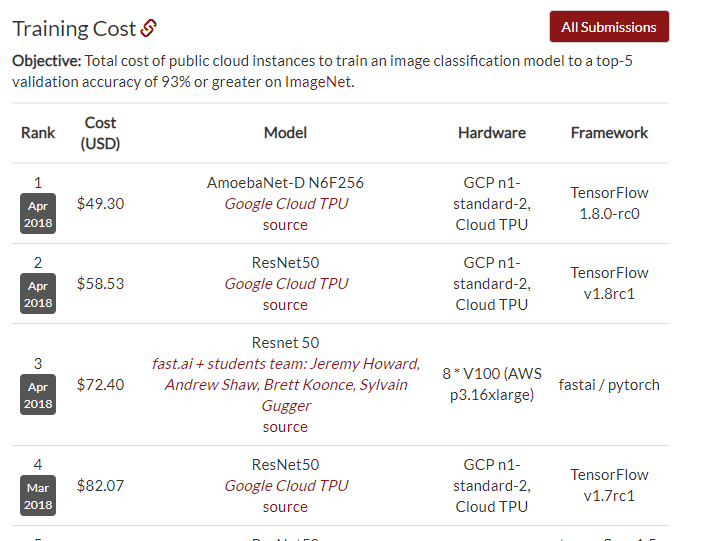 Training Cost
All Submissions
Objective: Total cost of public cloud instances to train an image classification model to a top-5
validation accuracy of 93% or greater on ImageNet.
Rank
Cost
(USD)
Model
Hardware
Framework
1
Apr
2018
$49.30
AmoebaNet-D N6F256
Google Cloud TPU
source
GCP n1-
standard-2,
Cloud TPU
TensorFlow
1.8.0-rc0
2
Apr
2018
$58.53
ResNet50
Google Cloud TPU
source
GCP n1-
standard-2,
Cloud TPU
TensorFlow
v1.8rc1
3
Apr
2018
$72.40
Resnet 50
fast.ai + students team: Jeremy Howard,
Andrew Shaw, Brett Koonce, Sylvain
Gugger
source
8 * V100 (AWS
p3.16xlarge)
fastai / pytorch
4
Mar
2018
$82.07
ResNet50
Google Cloud TPU
source
GCP n1-
standard-2,
Cloud TPU
TensorFlow
v1.7rc1